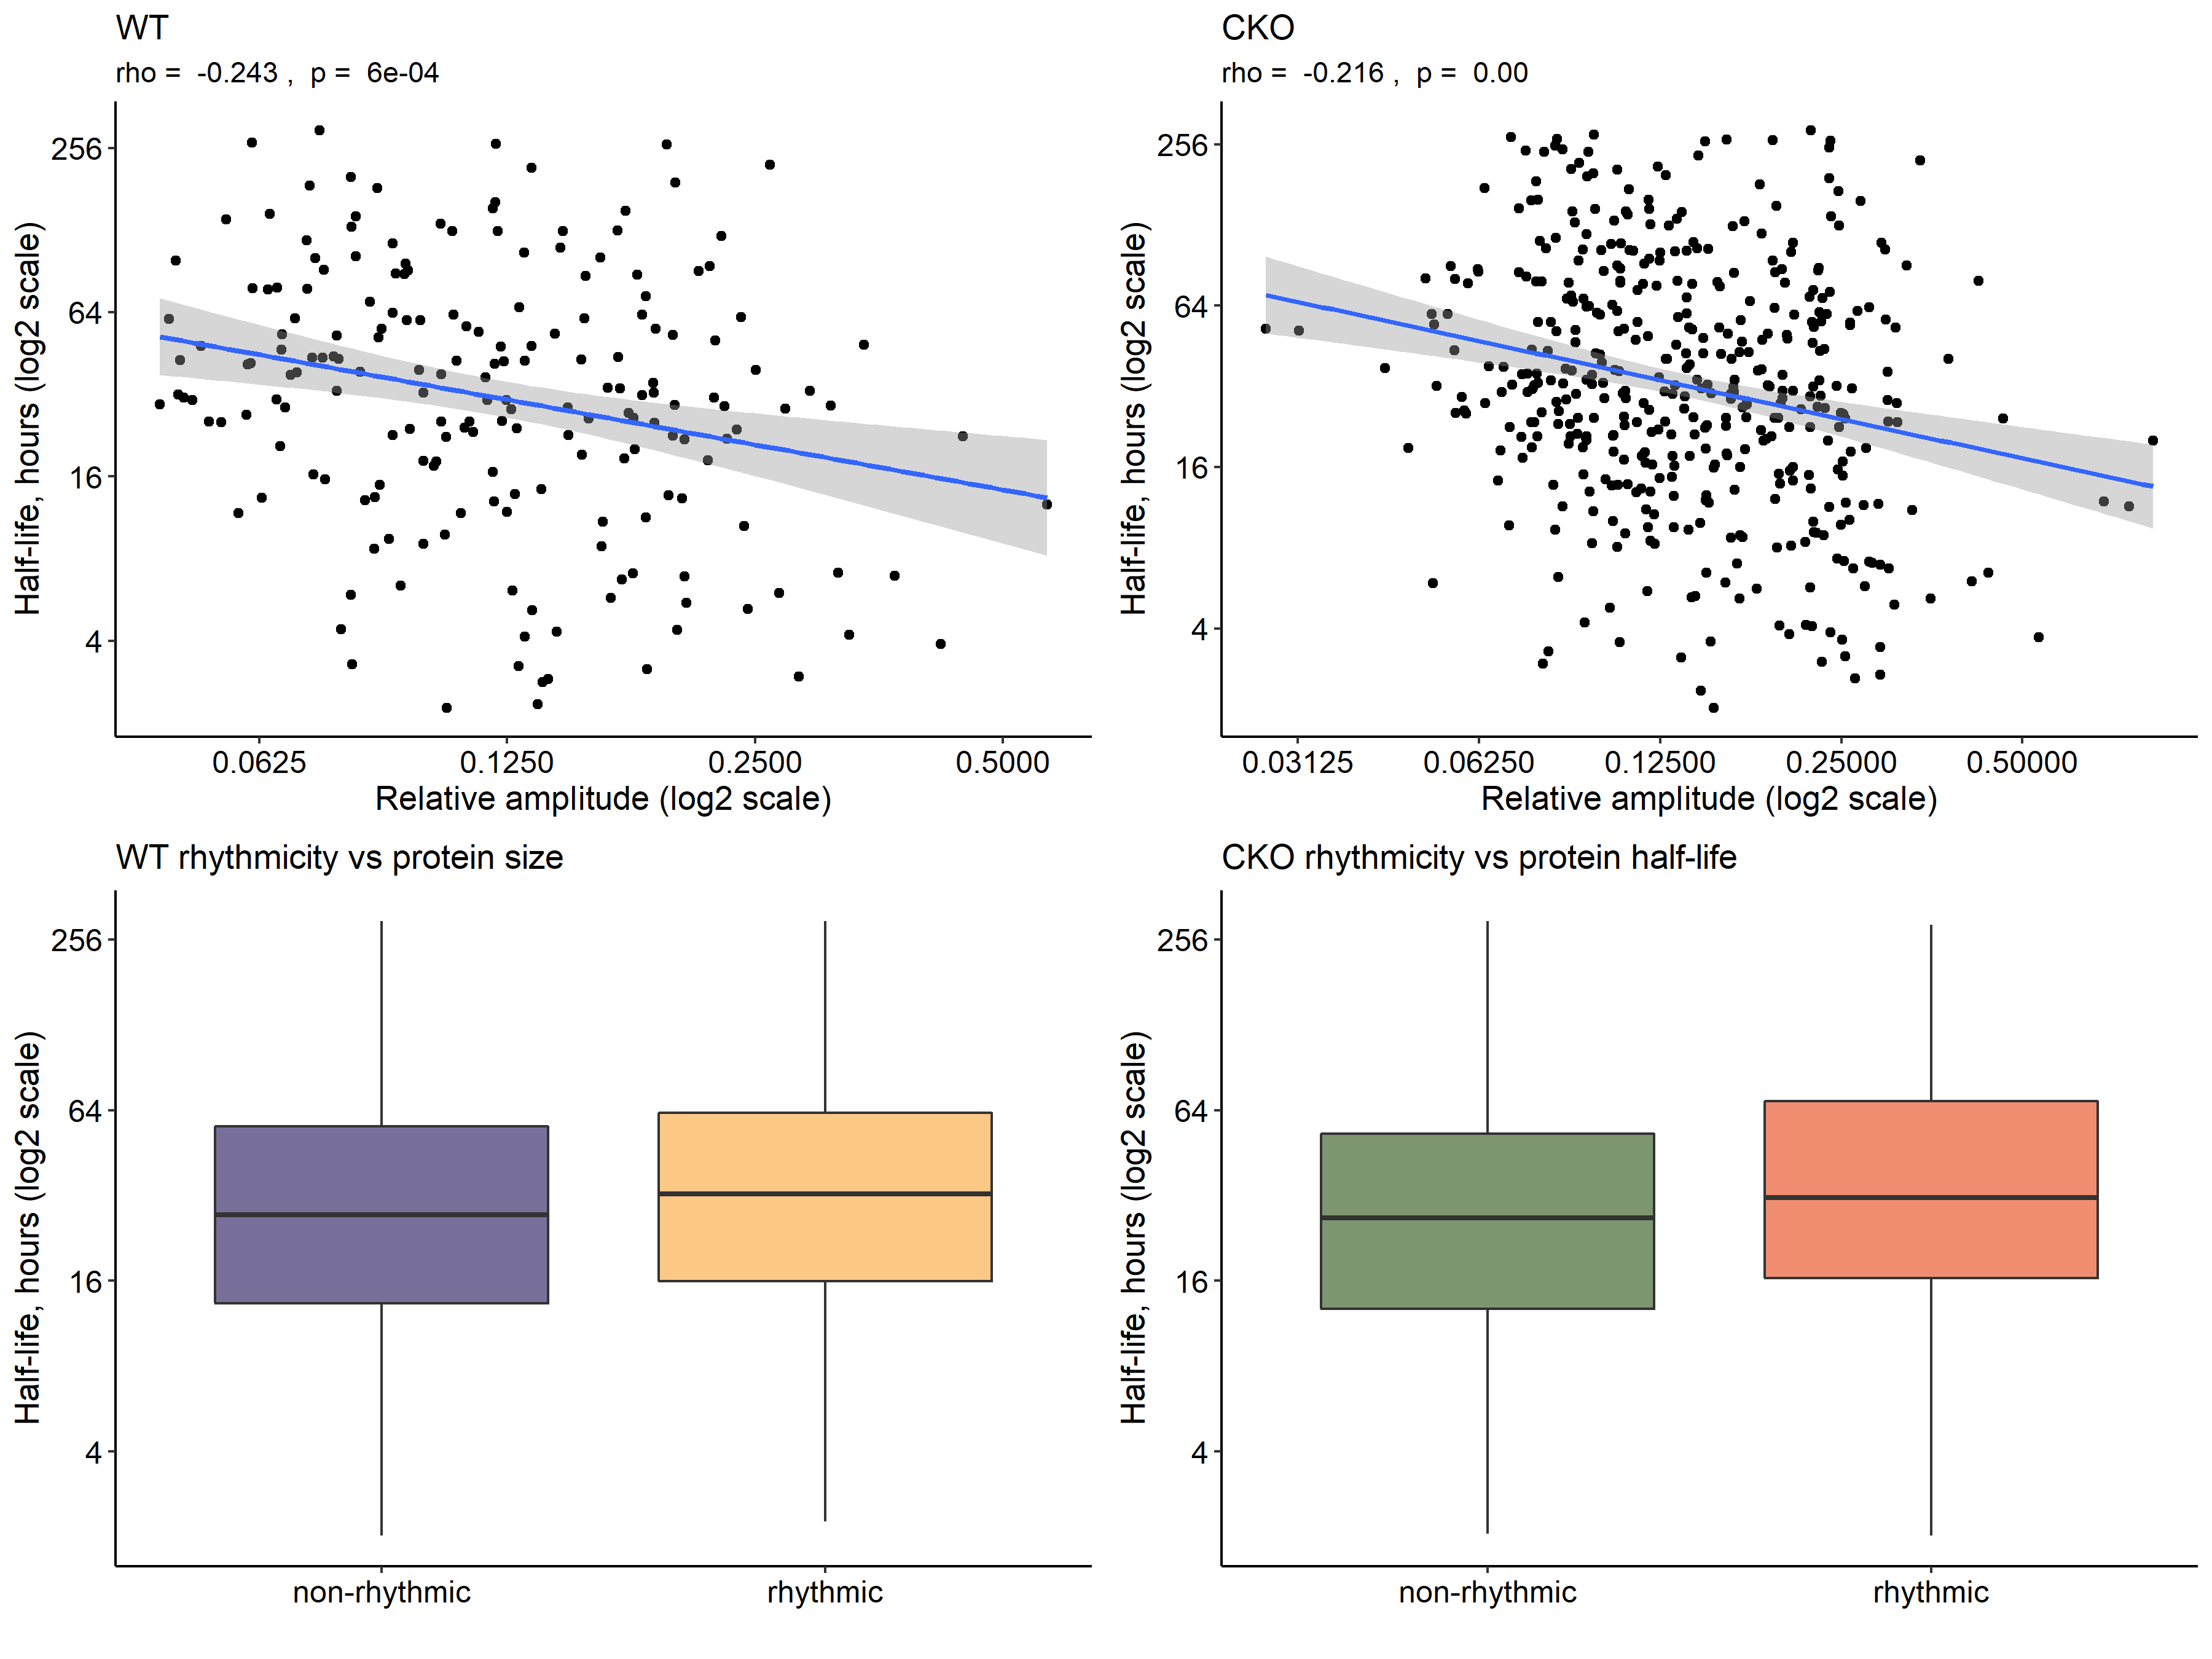 WT
rho =  -0.243 ,  p =  6e-04
256
64
16
4
Half-life, hours (log2 scale)
0.0625 0.1250 0.2500 0.5000
Relative amplitude (log2 scale)
CKO
rho =  -0.216 ,  p =  0.00
256
64
16
4
Half-life, hours (log2 scale)
0.03125 0.06250 0.12500 0.25000 0.50000
Relative amplitude (log2 scale)
WT rhythmicity vs protein size
256
64
16
4
Half-life, hours (log2 scale)
non-rhythmic rhythmic
CKO rhythmicity vs protein half-life
256
64
16
4
Half-life, hours (log2 scale)
non-rhythmic rhythmic